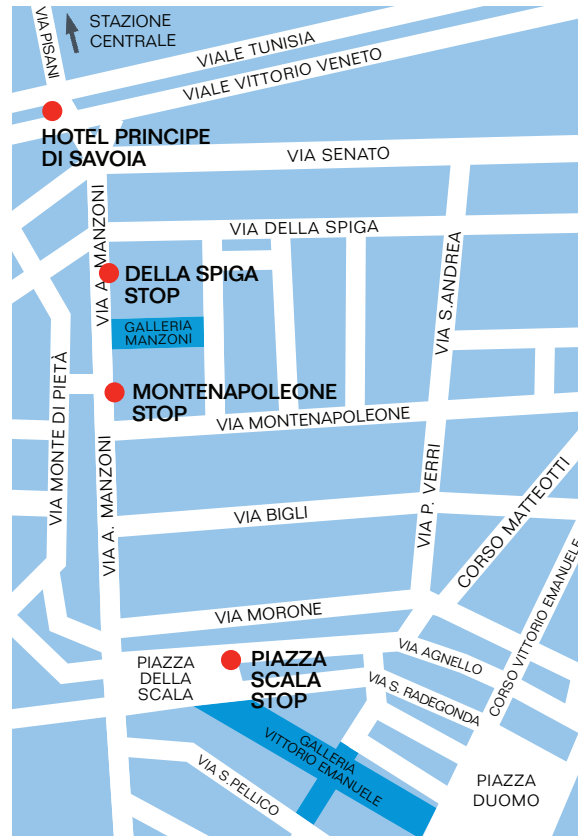 VIA PISANI
STAZIONE
CENTRALE
VIALE TUNISIA
VIALE VITTORIO VENETO
HOTEL PRINCIPE
DI SAVOIA
VIA SENATO
VIA A. MANZONI
VIA DELLA SPIGA
VIA S.ANDREA
DELLA SPIGA
STOP
GALLERIA
MANZONI
VIA MONTE DI PIETÀ
MONTENAPOLEONE
STOP
VIA MONTENAPOLEONE
VIA A. MANZONI
VIA BIGLI
VIA P. VERRI
CORSO MATTEOTTI
CORSO VITTORIO EMANUELE
VIA MORONE
PIAZZA
DELLA
SCALA
PIAZZA
SCALA
STOP
VIA AGNELLO
VIA S. RADEGONDA
GALLERIA
VITTORIO EMANUELE
VIA S.PELLICO
PIAZZA
DUOMO